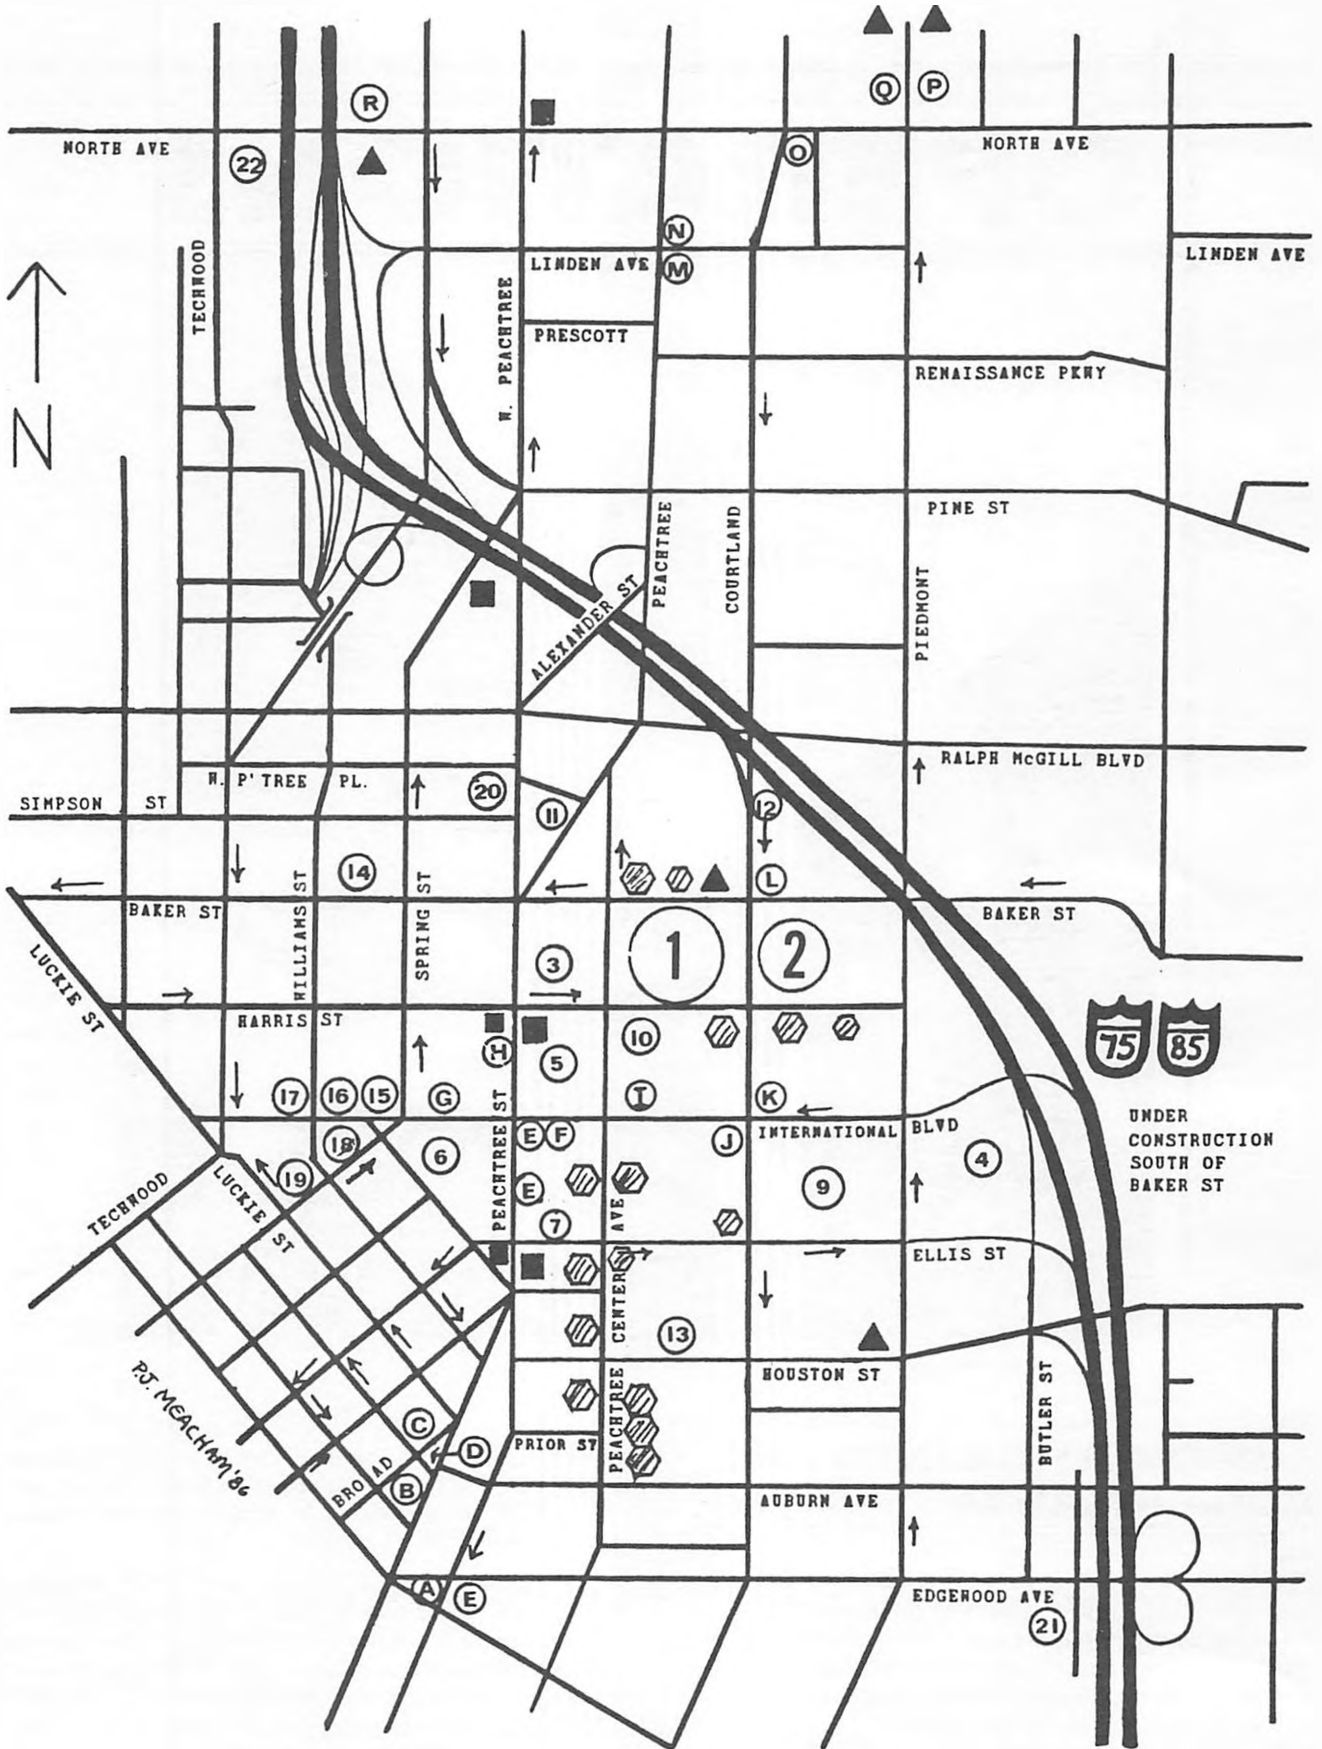 Q
P
R
NORTH AVE
NORTH AVE
22
O
N
LINDEN AVE
M
LINDEN AVE
TECHWOOD
W. PEACHTREE
PRESCOTT
RENAISSANCE PKWY
N
PINE ST
PEACHTREE
COURTLAND
PIEDMONT
ALEXANDER ST
RALPH McGILL BLVD
W. P'TREE PL.
20
SIMPSON ST
11
12
14
L
BAKER ST
BAKER ST
WILLIAMS ST
SPRING ST
LUCKIE ST
3
1
2
HARRIS ST
75
85
H
5
10
17
16
15
G
I
K
PEACHTREE ST
18
6
E
F
J
INTERNATIONAL BLVD
4
UNDER
CONSTRUCTION
SOUTH OF
BAKER ST
TECHWOOD
19
LUCKIE ST
E
9
7
ELLIS ST
PEACHTREE CENTER AVE
13
HOUSTON ST
BUTLER ST
P.J. MEACHAM '86
C
D
PRIOR ST
BROAD
B
AUBURN AVE
A
E
EDGEWOOD AVE
21